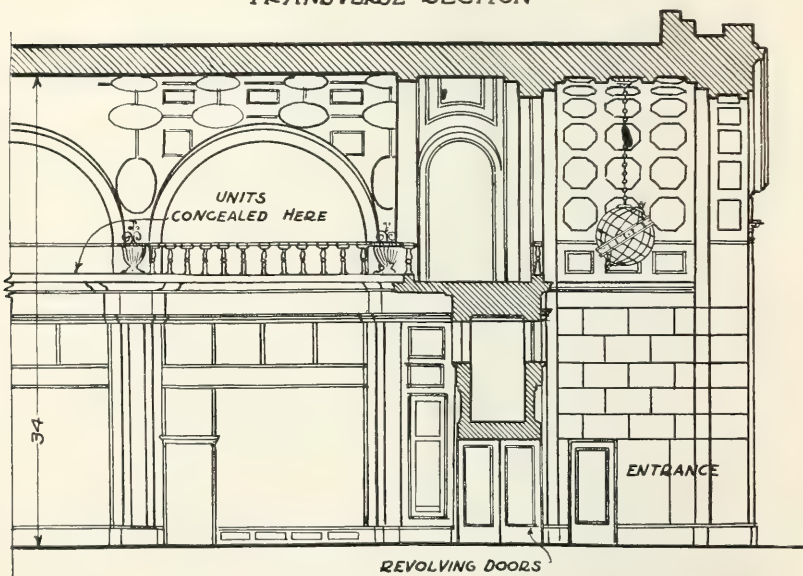 TRANSVERSE SECTION
UNITS
CONCEALED HERE
34
ENTRANCE
REVOLVING DOORS